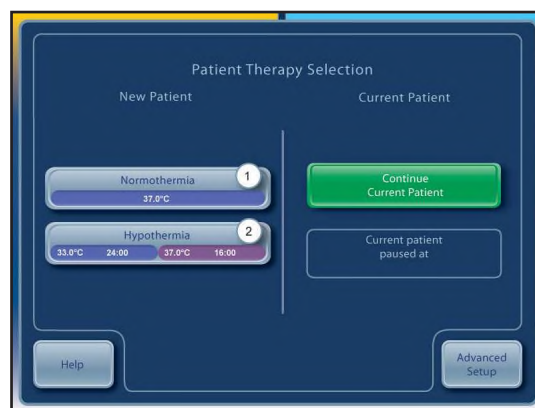 Patient Therapy Selection
New Patient
Current Patient
Normothermia
1
37.0°C
Hypothermia
2
33.0°C 24:00 37.0°C 16:00
Continue
Current Patient
Current patient
paused at
Help
Advanced
Setup